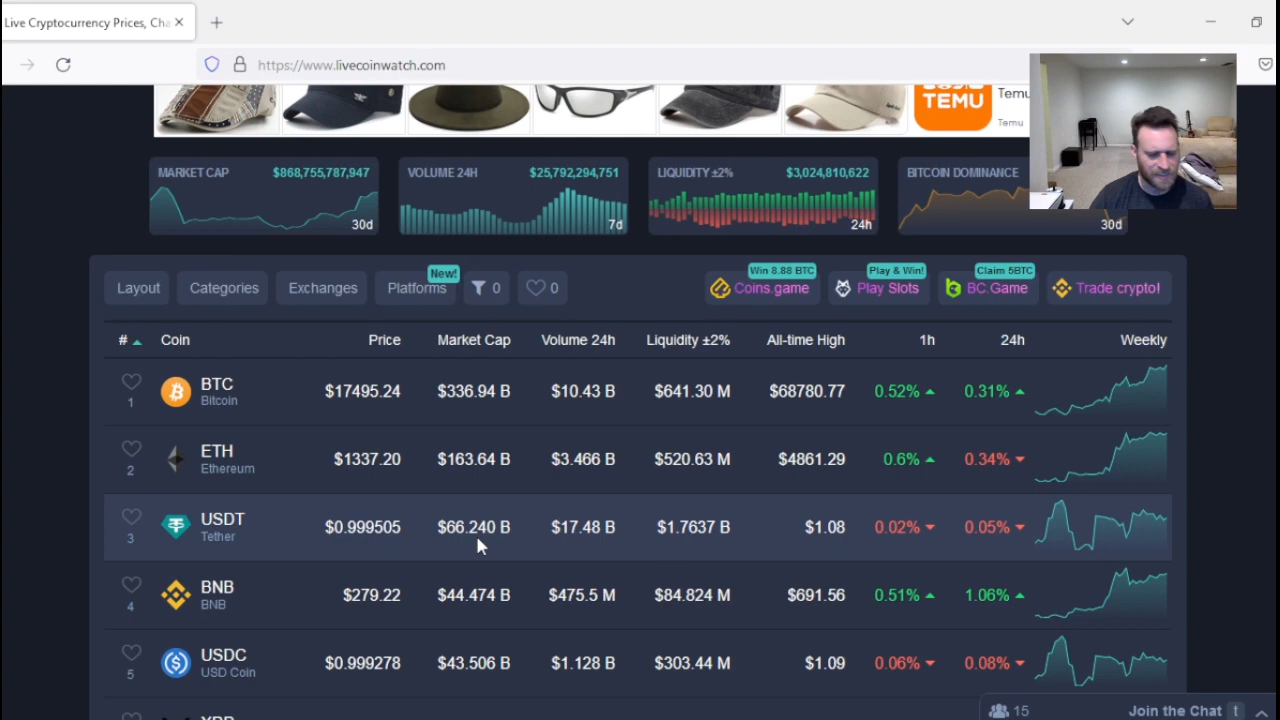 Live Cryptocurrency Prices, Cha
https://www.livecoinwatch.com
TEMU
Temu
Temu
MARKET CAP $868,755,787,947
30d
VOLUME 24H $25,792,294,751
7d
LIQUIDITY ±2% $3,024,810,622
24h
BITCOIN DOMINANCE
30d
Layout Categories Exchanges Platforms New! 0 0
Win 8.88 BTC Coins.game
Play & Win! Play Slots
Claim 5BTC BC.Game
Trade crypto!
# Coin Price Market Cap Volume 24h Liquidity ±2% All-time High 1h 24h Weekly
1 BTC $17495.24 $336.94 B $10.43 B $641.30 M $68780.77 0.52% 0.31%
Bitcoin
2 ETH $1337.20 $163.64 B $3.466 B $520.63 M $4861.29 0.6% 0.34%
Ethereum
3 USDT $0.999505 $66.240 B $17.48 B $1.7637 B $1.08 0.02% 0.05%
Tether
4 BNB $279.22 $44.474 B $475.5 M $84.824 M $691.56 0.51% 1.06%
BNB
5 USDC $0.999278 $43.506 B $1.128 B $303.44 M $1.09 0.06% 0.08%
USD Coin
15 Join the Chat t